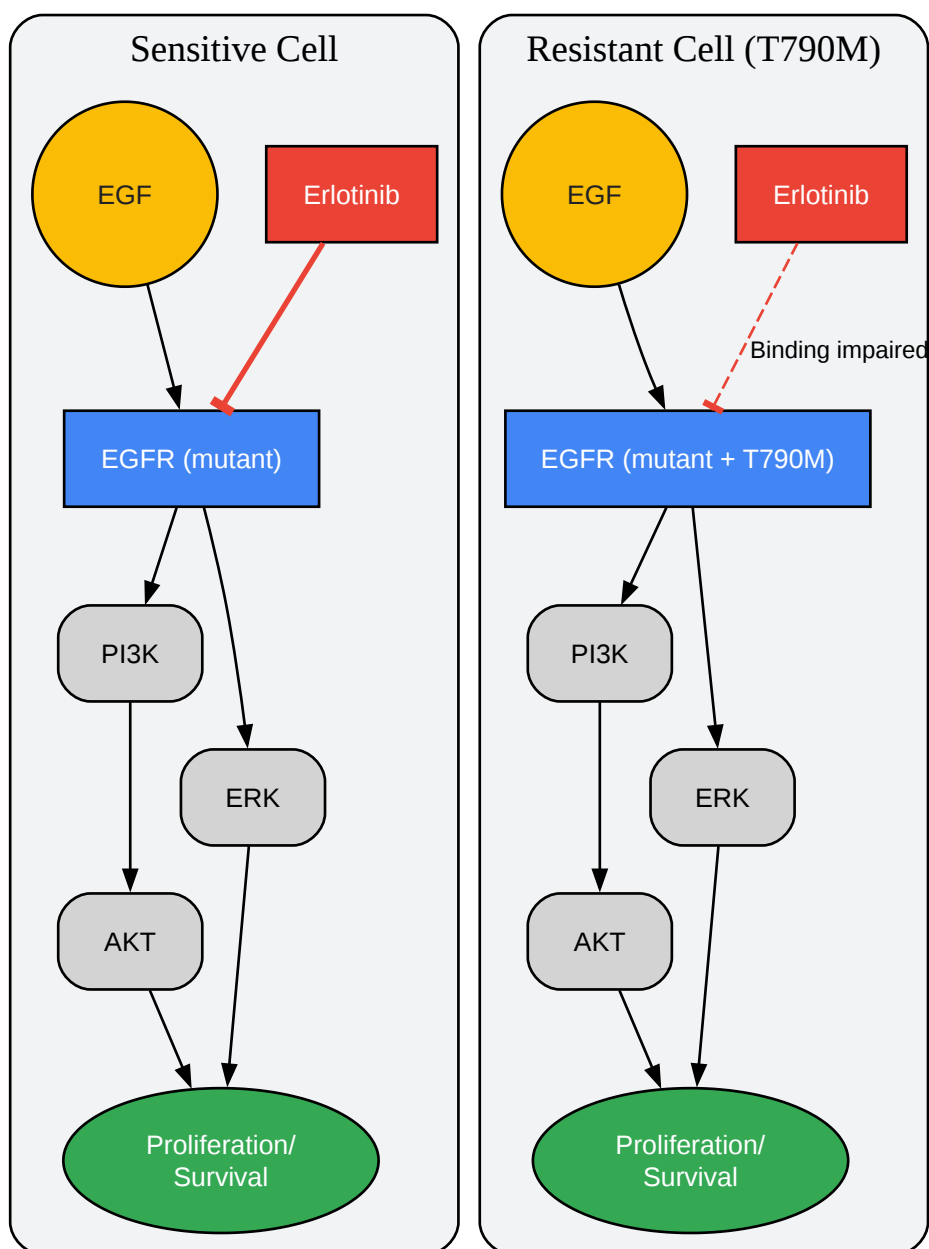 Sensitive Cell
EGF
Erlotinib
EGFR (mutant)
PI3K
ERK
AKT
Proliferation/
Survival
Resistant Cell (T790M)
EGF
Erlotinib
Binding impaired
EGFR (mutant + T790M)
PI3K
ERK
AKT
Proliferation/
Survival